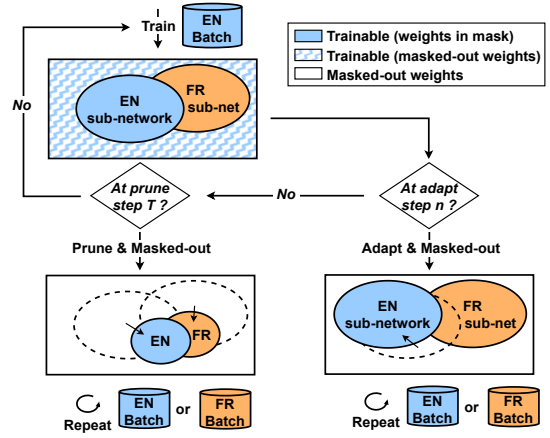 Train
EN
Batch
Trainable (weights in mask)
Trainable (masked-out weights)
Masked-out weights
No
EN
sub-network
FR
sub-net
At prune
step T ?
No
At adapt
step n ?
Prune & Masked-out
Adapt & Masked-out
EN
FR
EN
sub-network
FR
sub-net
Repeat
EN
Batch
or
FR
Batch
Repeat
EN
Batch
or
FR
Batch